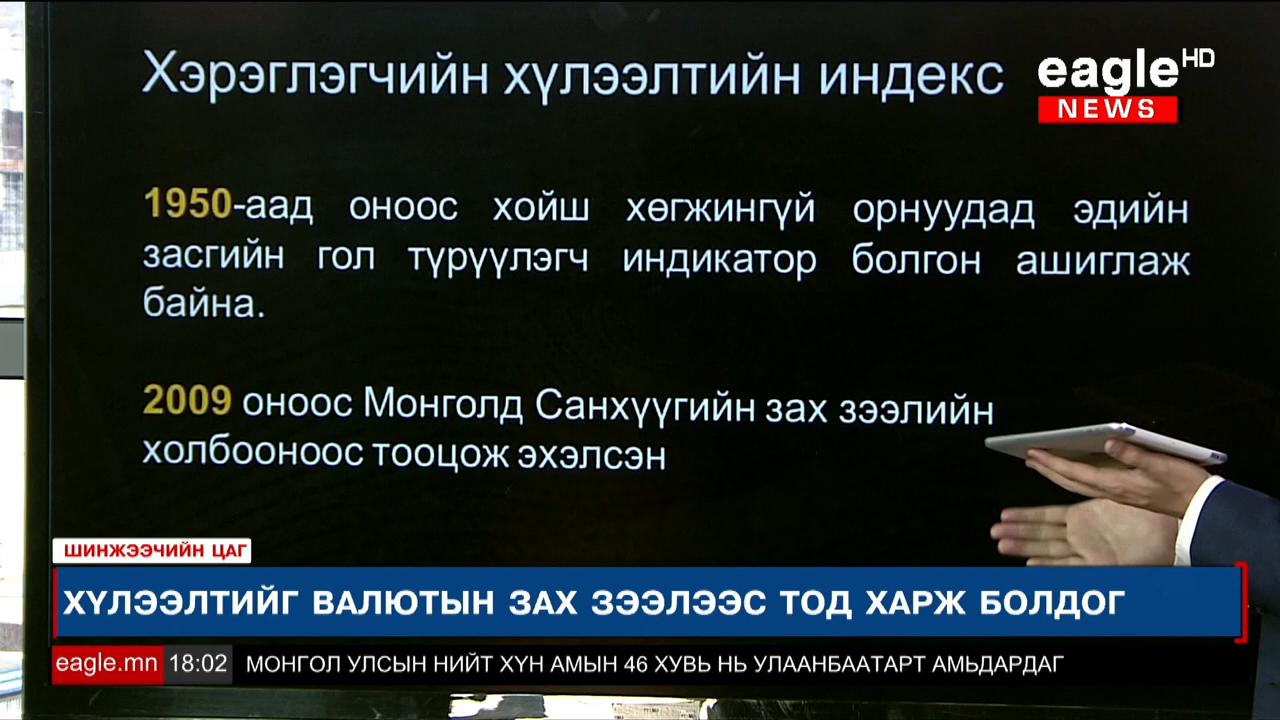 Хэрэглэгчийн хүлээлтийн индекс
eagle HD
NEWS
1950-аад оноос хойш хөгжингүй орнуудад эдийн
засгийн гол түрүүлэгч индикатор болгон ашиглаж
байна.
2009 оноос Монголд Санхүүгийн зах зээлийн
холбооноос тооцож эхэлсэн
ШИНЖЭЭЧИЙН ЦАГ
ХҮЛЭЭЛТИЙГ ВАЛЮТЫН ЗАХ ЗЭЭЛЭЭС ТОД ХАРЖ БОЛДОГ
eagle.mn 18:02 МОНГОЛ УЛСЫН НИЙТ ХҮН АМЫН 46 ХУВЬ НЬ УЛААНБААТАРТ АМЬДАРДАГ